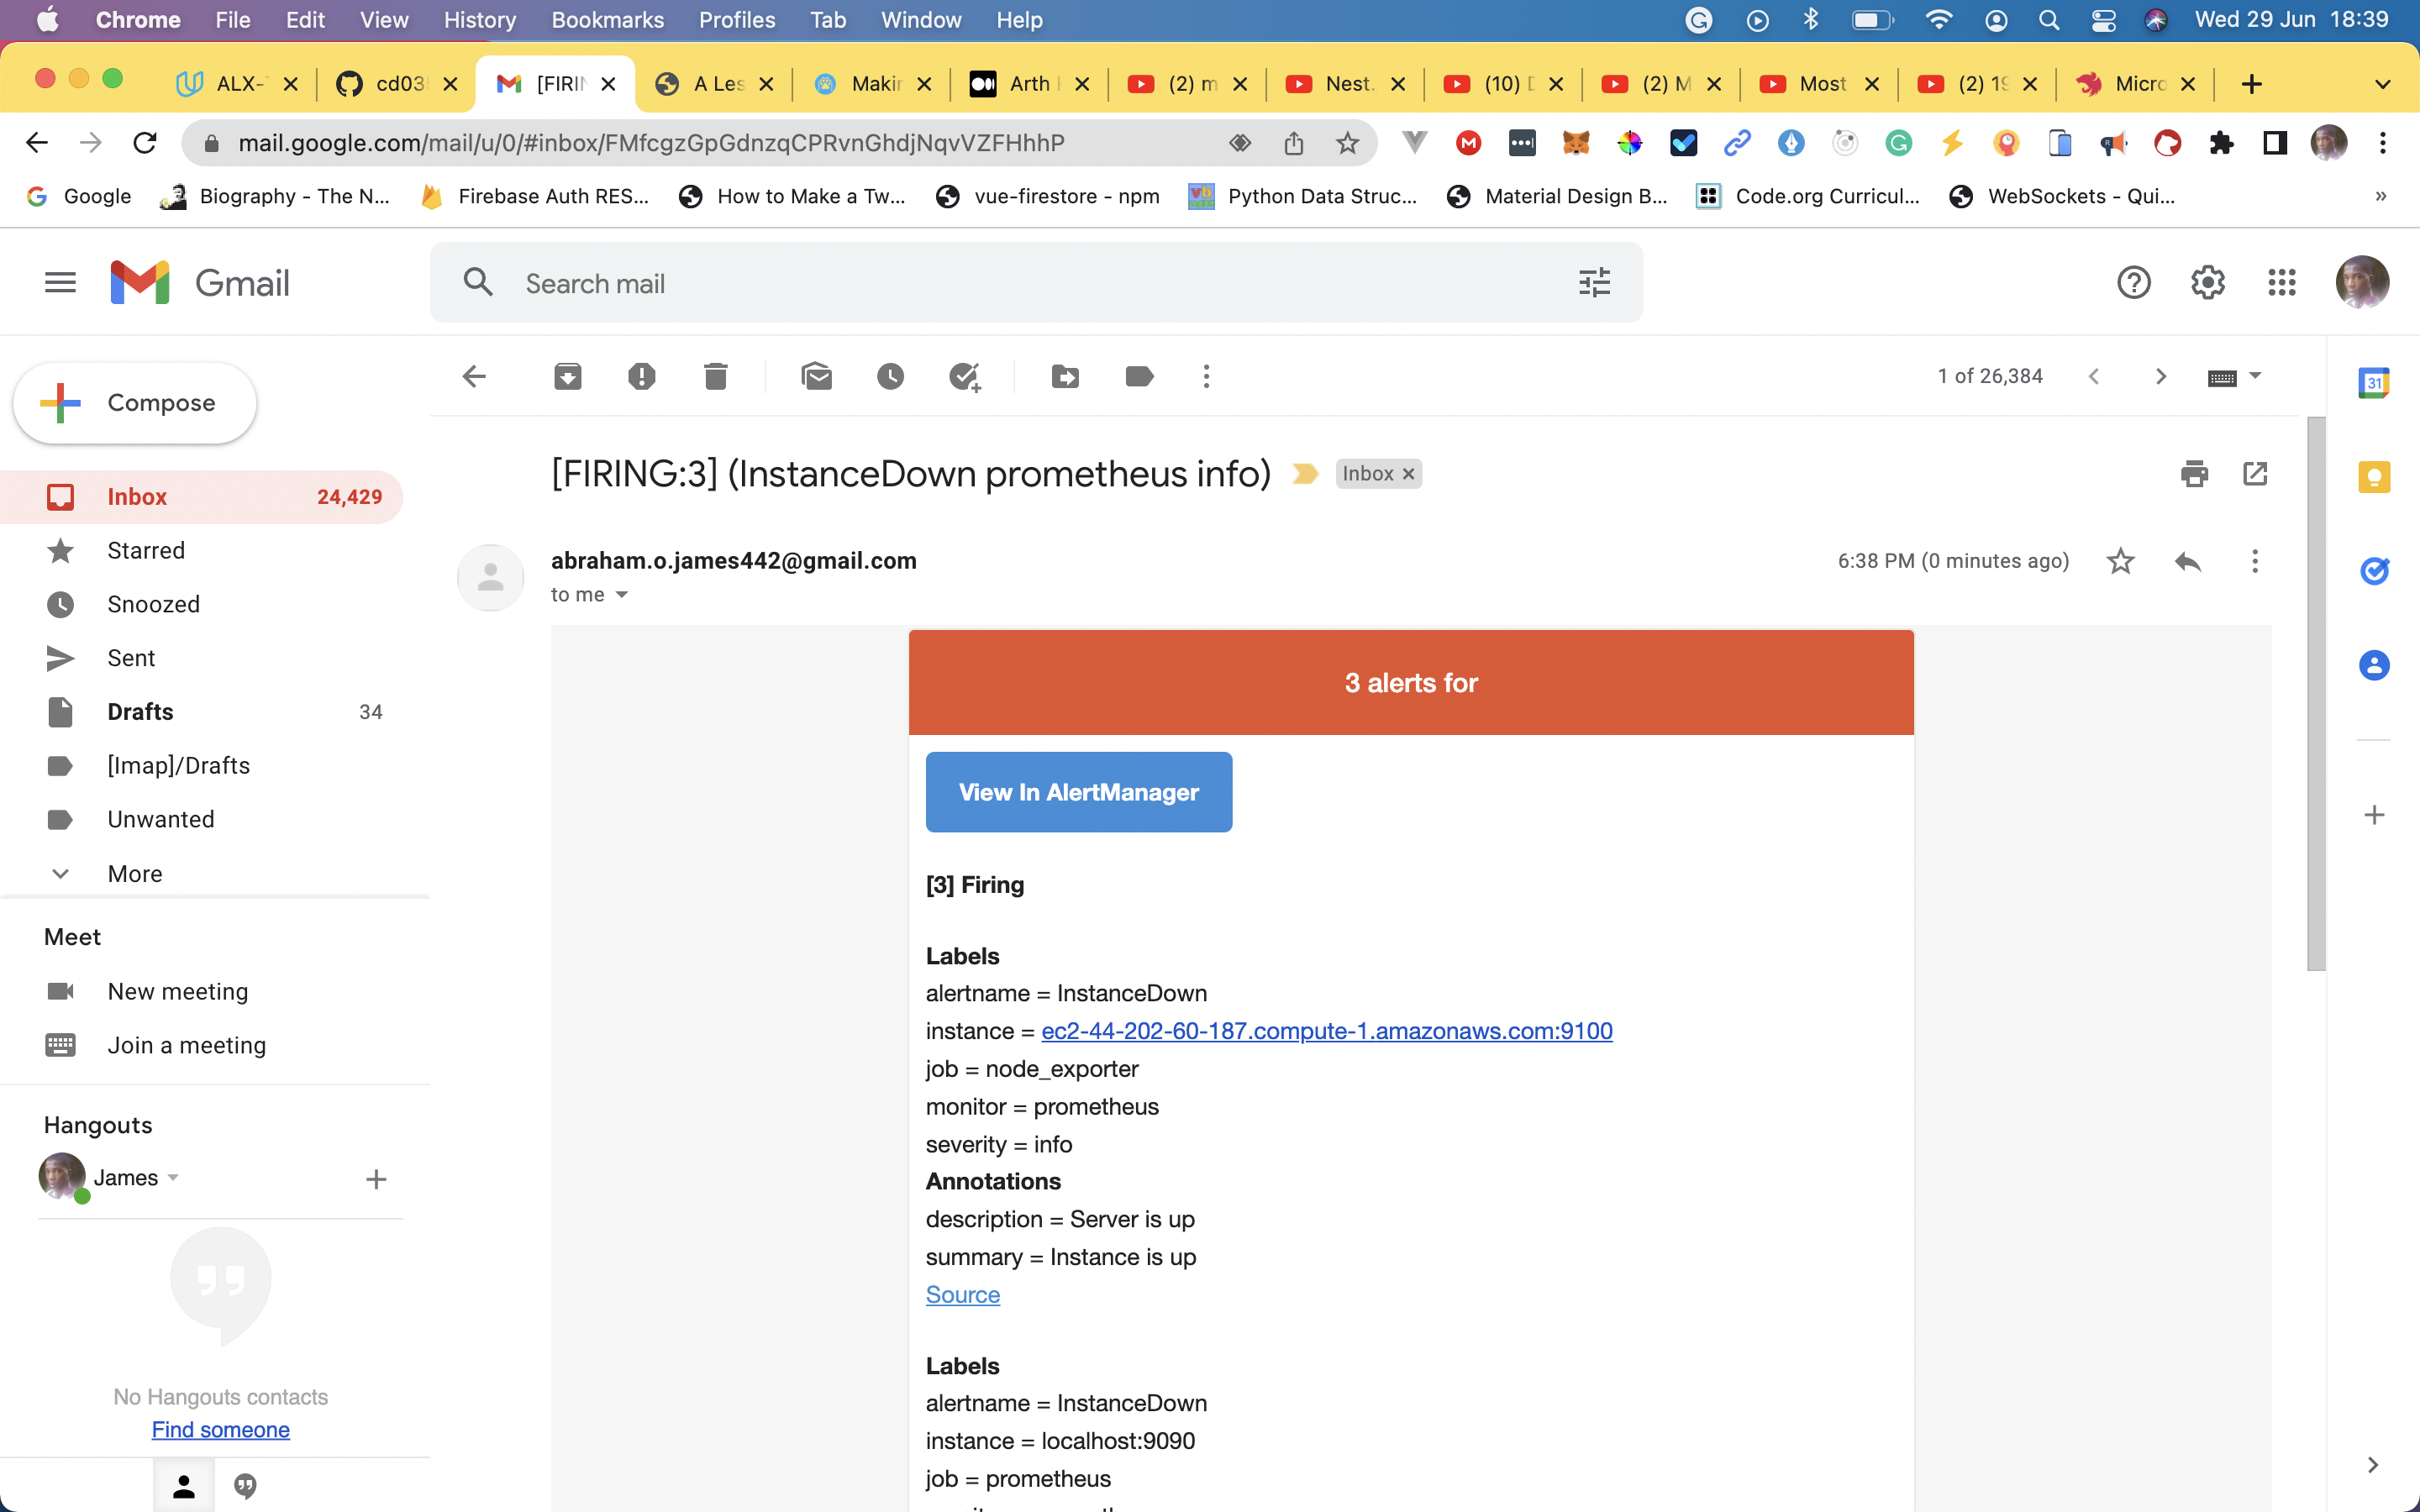 Chrome File Edit View History Bookmarks Profiles Tab Window Help Wed 29 Jun 18:39
ALX- cd03 [FIRIN A Les Makin Arth (2) m Nest. (10) (2) M Most (2) 19 Micro
mail.google.com/mail/u/0/#inbox/FMfcgzGpGdnzqCPRvnGhdjNqvVZFHhhP
Google Biography - The N... Firebase Auth RES... How to Make a Tw... vue-firestore - npm Python Data Struc... Material Design B... Code.org Curricul... WebSockets - Qui... »
Gmail
Search mail
Compose
1 of 26,384
Inbox 24,429
Starred
Snoozed
Sent
Drafts 34
[Imap]/Drafts
Unwanted
More
Meet
New meeting
Join a meeting
Hangouts
James
No Hangouts contacts
Find someone
[FIRING:3] (InstanceDown prometheus info) Inbox
abraham.o.james442@gmail.com
6:38 PM (0 minutes ago)
to me
3 alerts for
View In AlertManager
[3] Firing
Labels
alertname = InstanceDown
instance = ec2-44-202-60-187.compute-1.amazonaws.com:9100
job = node_exporter
monitor = prometheus
severity = info
Annotations
description = Server is up
summary = Instance is up
Source
Labels
alertname = InstanceDown
instance = localhost:9090
job = prometheus
31